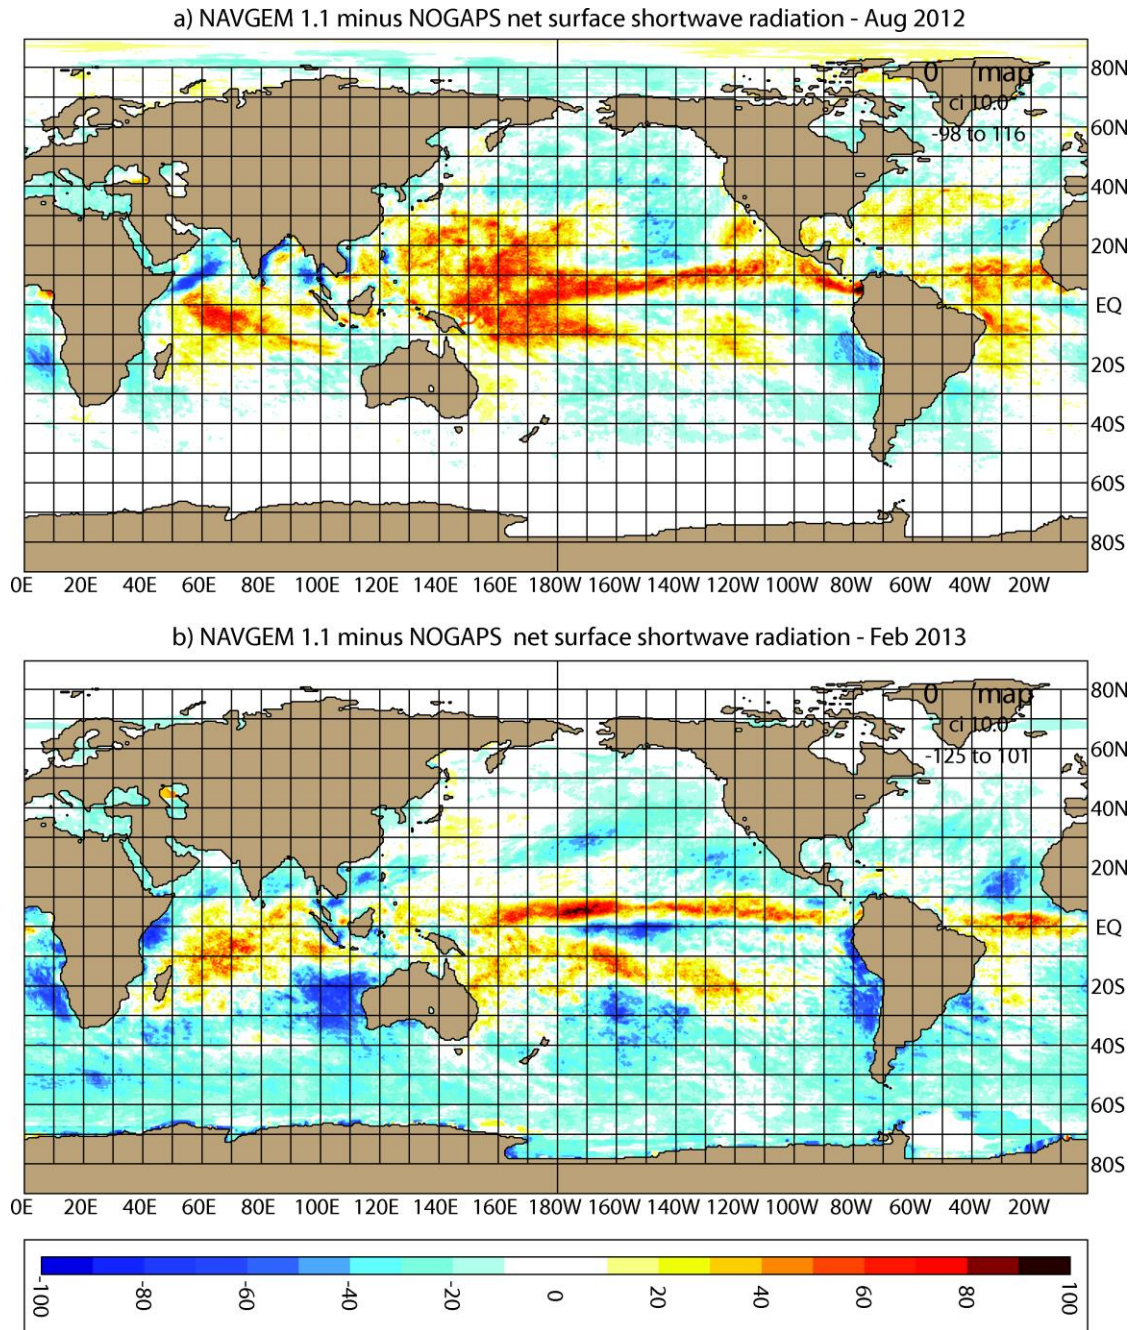 a) NAVGEM 1.1 minus NOGAPS net surface shortwave radiation - Aug 2012
0 map
ci 10.0
-98 to 116
80N
60N
40N
20N
EQ
20S
40S
60S
80S
0E 20E 40E 60E 80E 100E 120E 140E 160E 180W 160W 140W 120W 100W 80W 60W 40W 20W
b) NAVGEM 1.1 minus NOGAPS net surface shortwave radiation - Feb 2013
0 map
ci 10.0
-125 to 101
80N
60N
40N
20N
EQ
20S
40S
60S
80S
0E 20E 40E 60E 80E 100E 120E 140E 160E 180W 160W 140W 120W 100W 80W 60W 40W 20W
-100 -80 -60 -40 -20 0 20 40 60 80 100